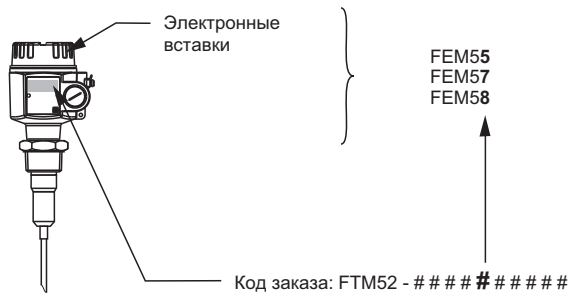 Электронные
вставки
FEM55
FEM57
FEM58
Код заказа: FTM52 - # # # # # # # # # #